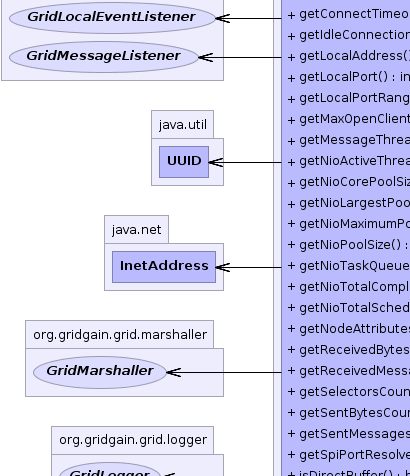 GridLocalEventListener
GridMessageListener
java.util
UUID
java.net
InetAddress
org.gridgain.grid.marshaller
GridMarshaller
org.gridgain.grid.logger
GridLogger
+ getConnectTimeo
+ getIdleConnection
+ getLocalAddress()
+ getLocalPort() : in
+ getLocalPortRang
+ getMaxOpenClient
+ getMessageThrea
+ getNioActiveThrea
+ getNioCorePoolSiz
+ getNioLargestPoo
+ getNioMaximumPo
+ getNioPoolSize() :
+ getNioTaskQueue
+ getNioTotalCompl
+ getNioTotalSched
+ getNodeAttributes
+ getReceivedBytes
+ getReceivedMessa
+ getSelectorsCoun
+ getSentBytesCour
+ getSentMessages
+ getSpiPortResolve
+ isDirectBuffer() : b